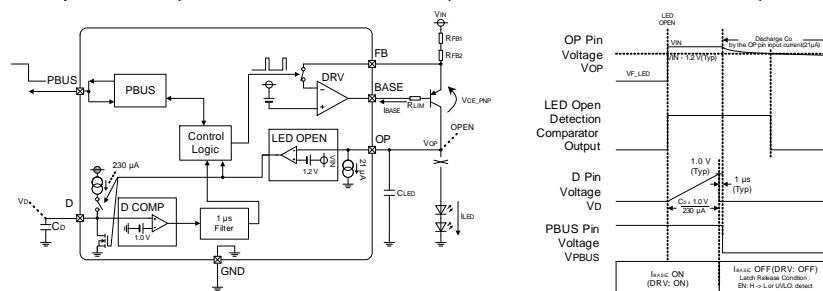 VIN
RFB1
RFB2
FB
DRV
PBUS
PBUS
BASE
RLIM
IBASE
VCE_PNP
Control
Logic
LED OPEN
OP
VOP
OPEN
VIN
1.2 V
21 µA
230 µA
D
VD
CD
D COMP
1.0 V
1 µs
Filter
CLED
ILED
GND
LED
OPEN
OP Pin
Voltage
VOP
VIN
Discharge Co
by the OP pin input current(21µA)
VIN - 1.2 V(Typ)
VF_LED
LED Open
Detection
Comparator
Output
1.0 V
(Typ)
1 µs
(Typ)
D Pin
Voltage
VD
CD x 1.0 V
230 µA
PBUS Pin
Voltage
VPBUS
IBASE ON
(DRV: ON)
IBASE OFF(DRV: OFF)
Latch Release Condition :
EN: H -> L or UVLO: detect